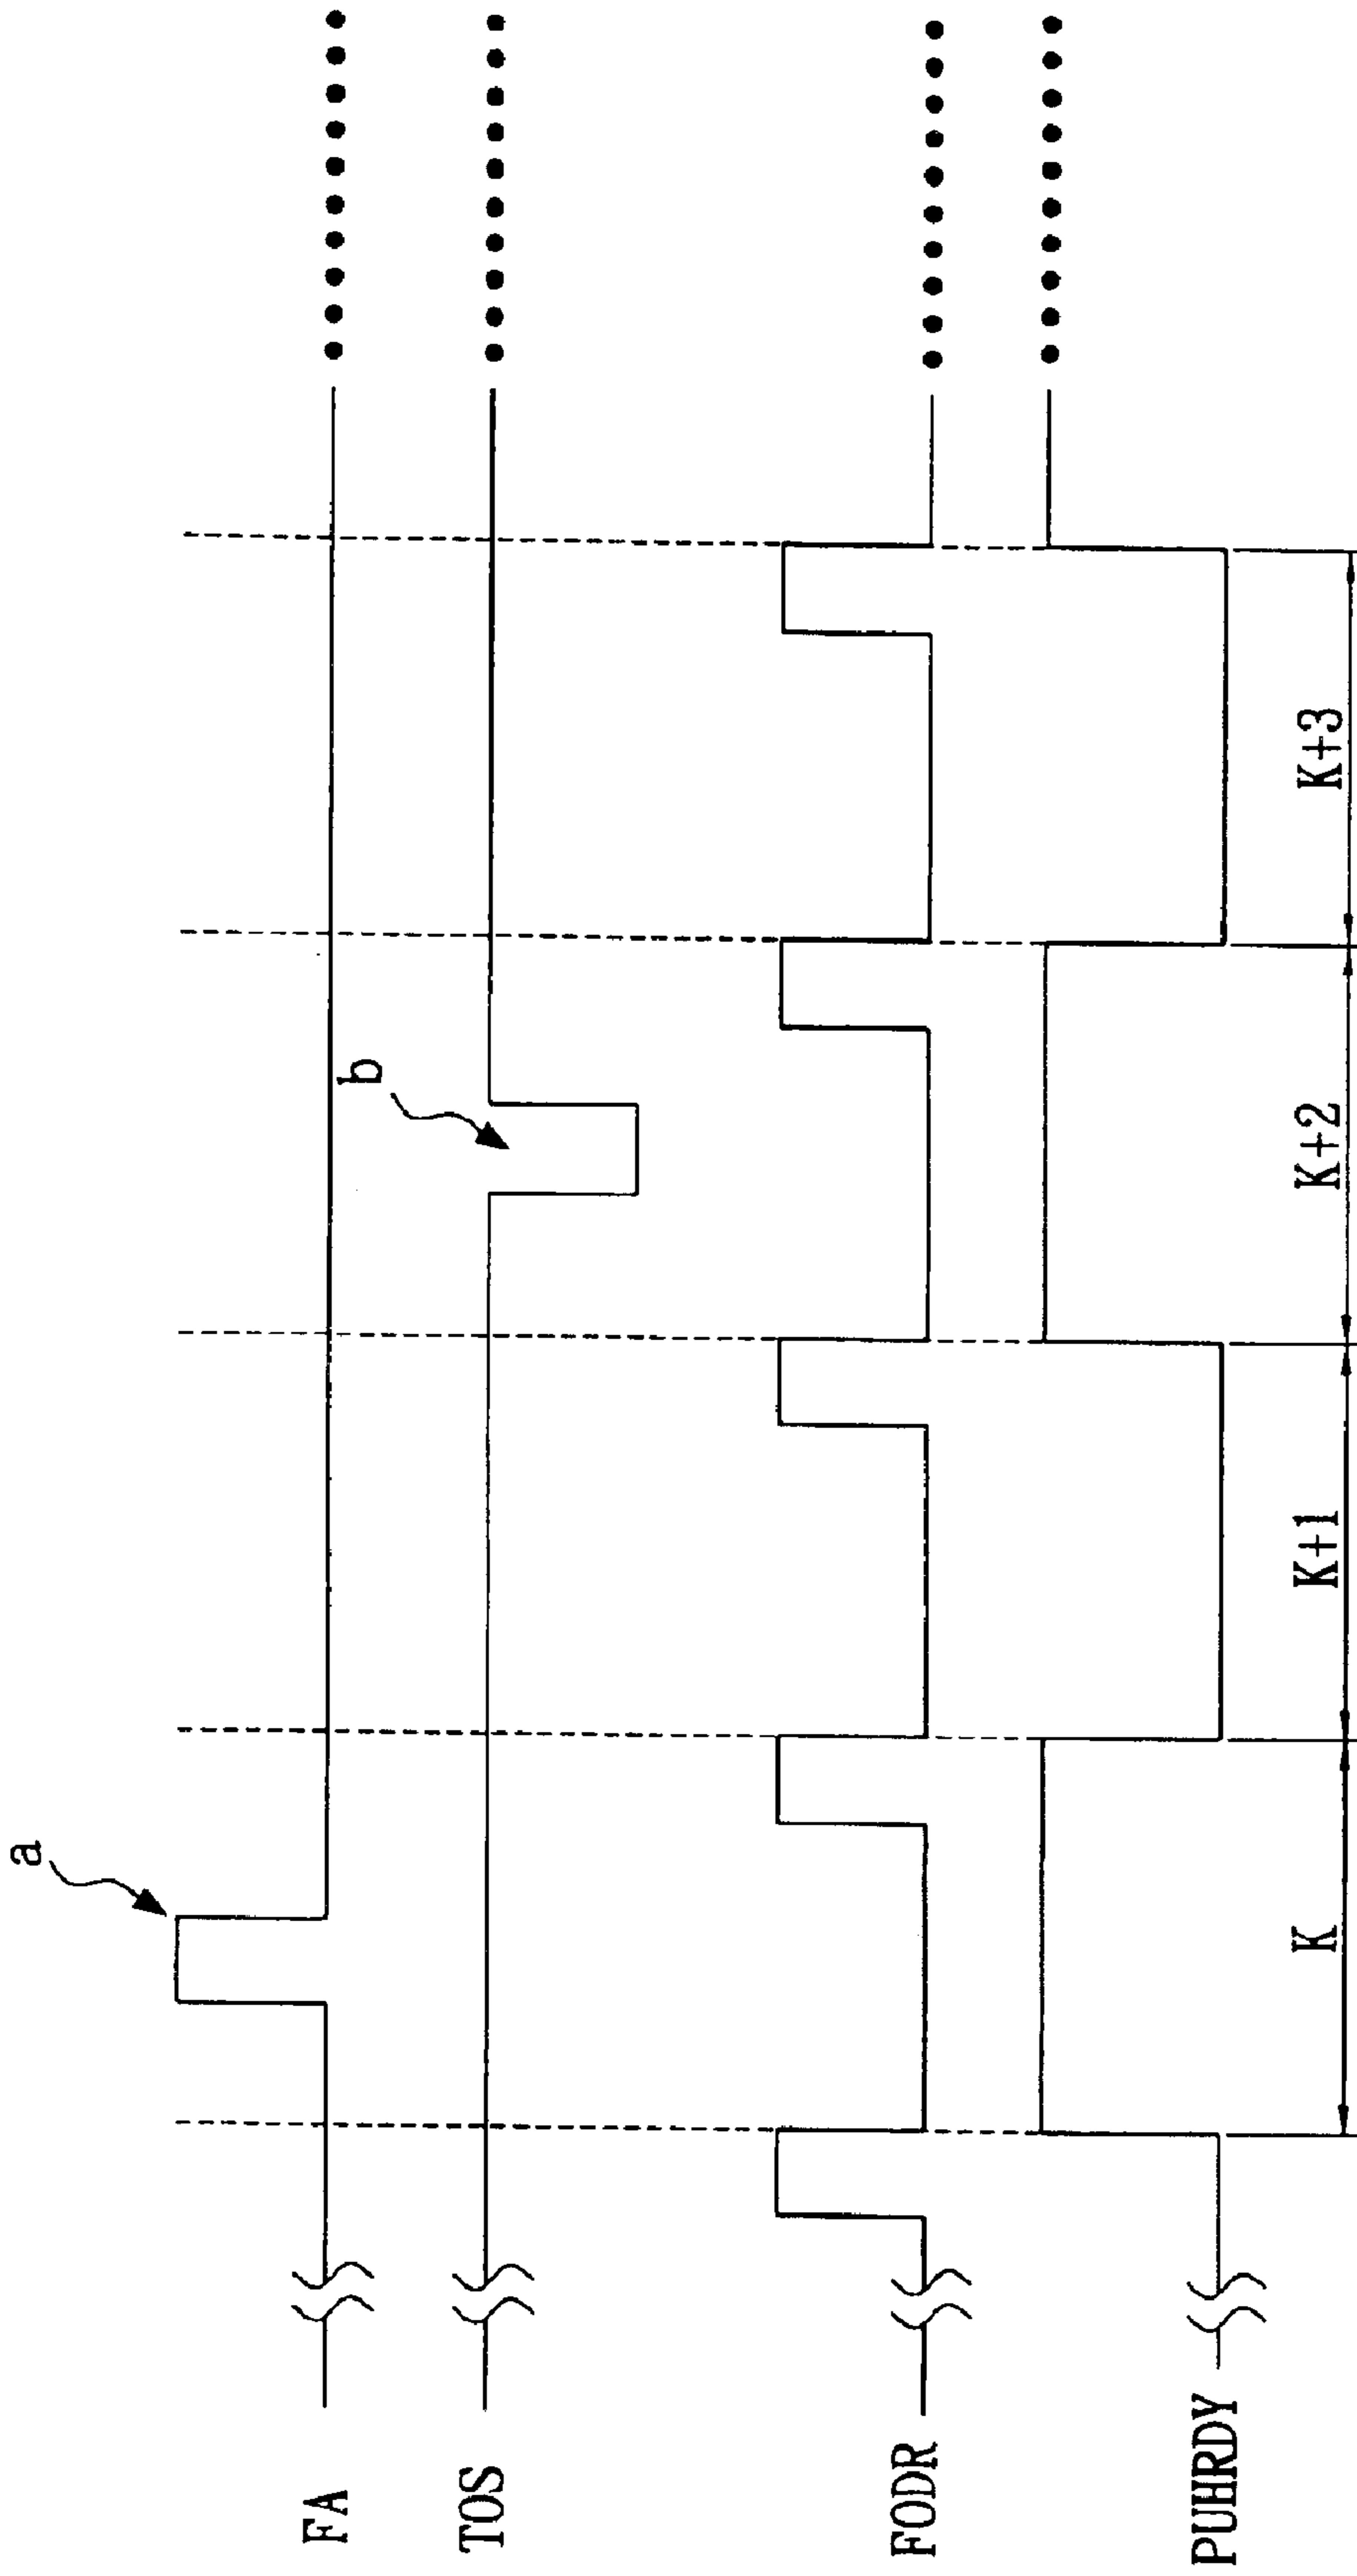 a
FA
b
TOS
FODR
PUHRDY
K
K+1
K+2
K+3